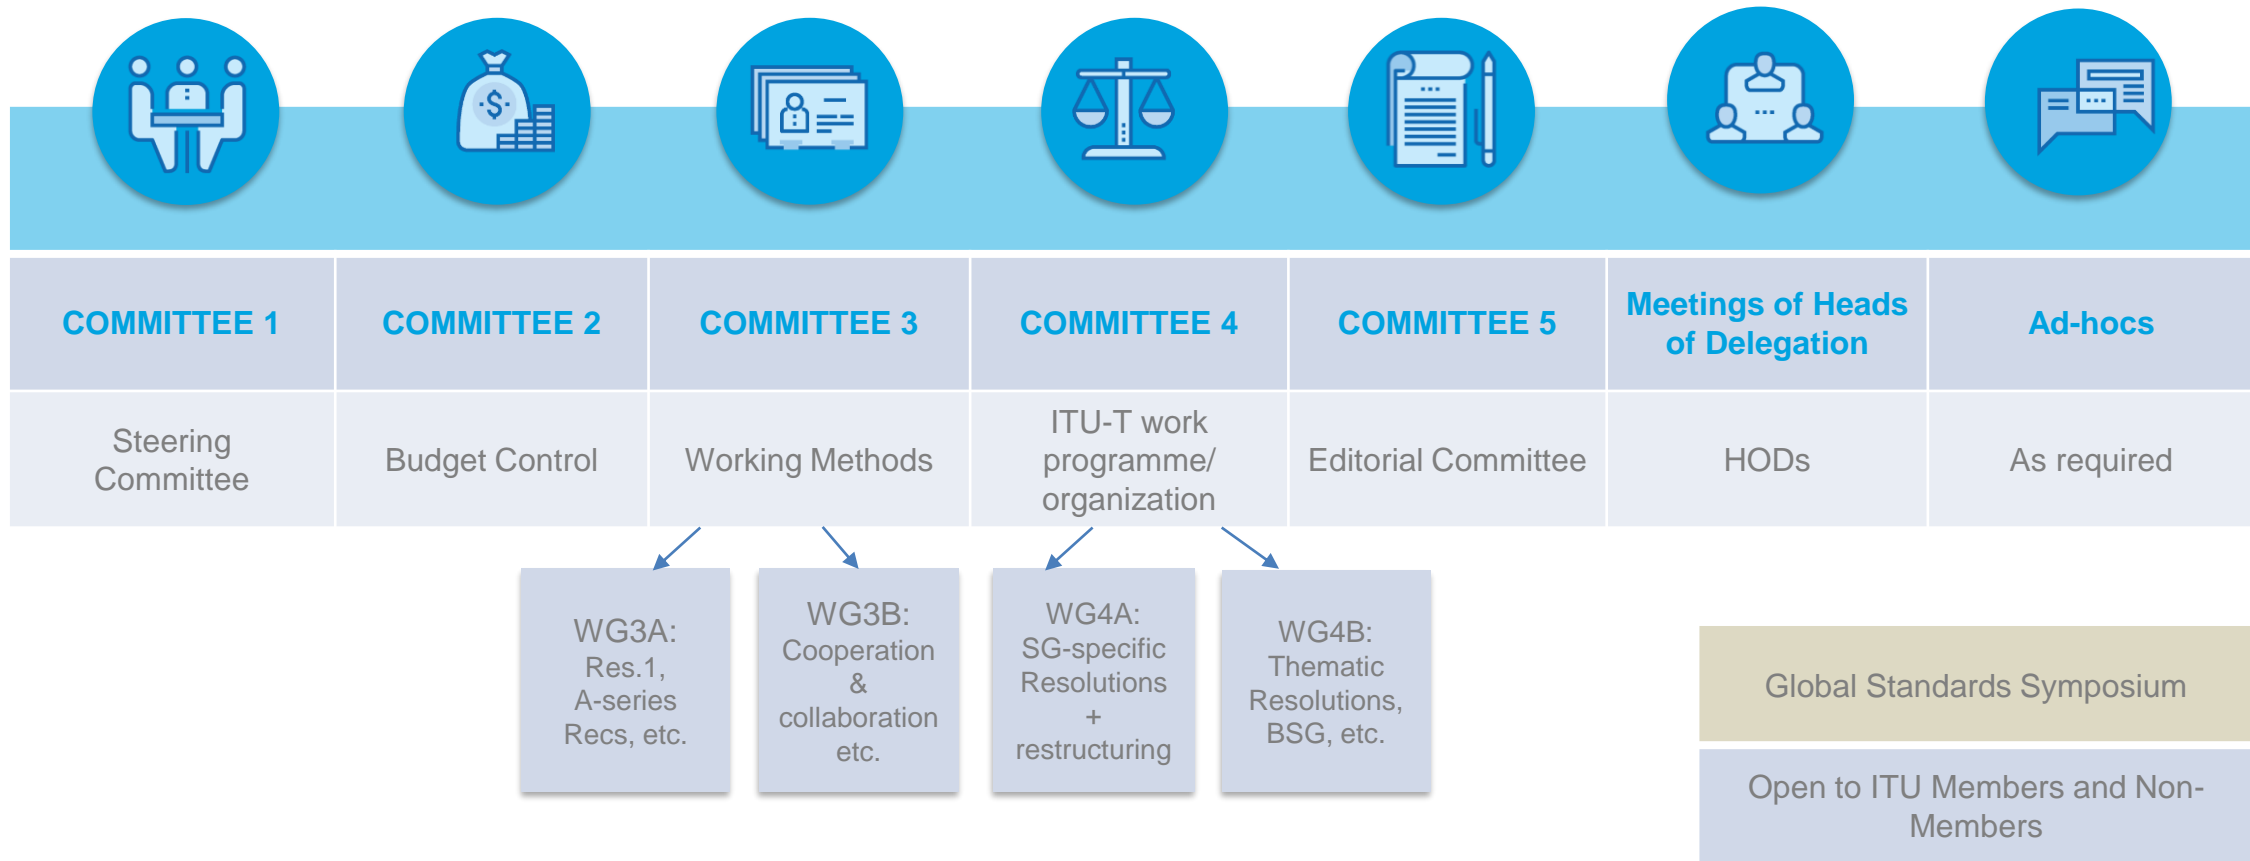 COMMITTEE 1
COMMITTEE 2
COMMITTEE 3
COMMITTEE 4
COMMITTEE 5
Meetings of Heads
of Delegation
Ad-hocs
Steering
Committee
Budget Control
Working Methods
ITU-T work
programme/
organization
Editorial Committee
HODs
As required
WG3A:
Res.1,
A-series
Recs, etc.
WG3B:
Cooperation
&
collaboration
etc.
WG4A:
SG-specific
Resolutions
+
restructuring
WG4B:
Thematic
Resolutions,
BSG, etc.
Global Standards Symposium
Open to ITU Members and Non-
Members